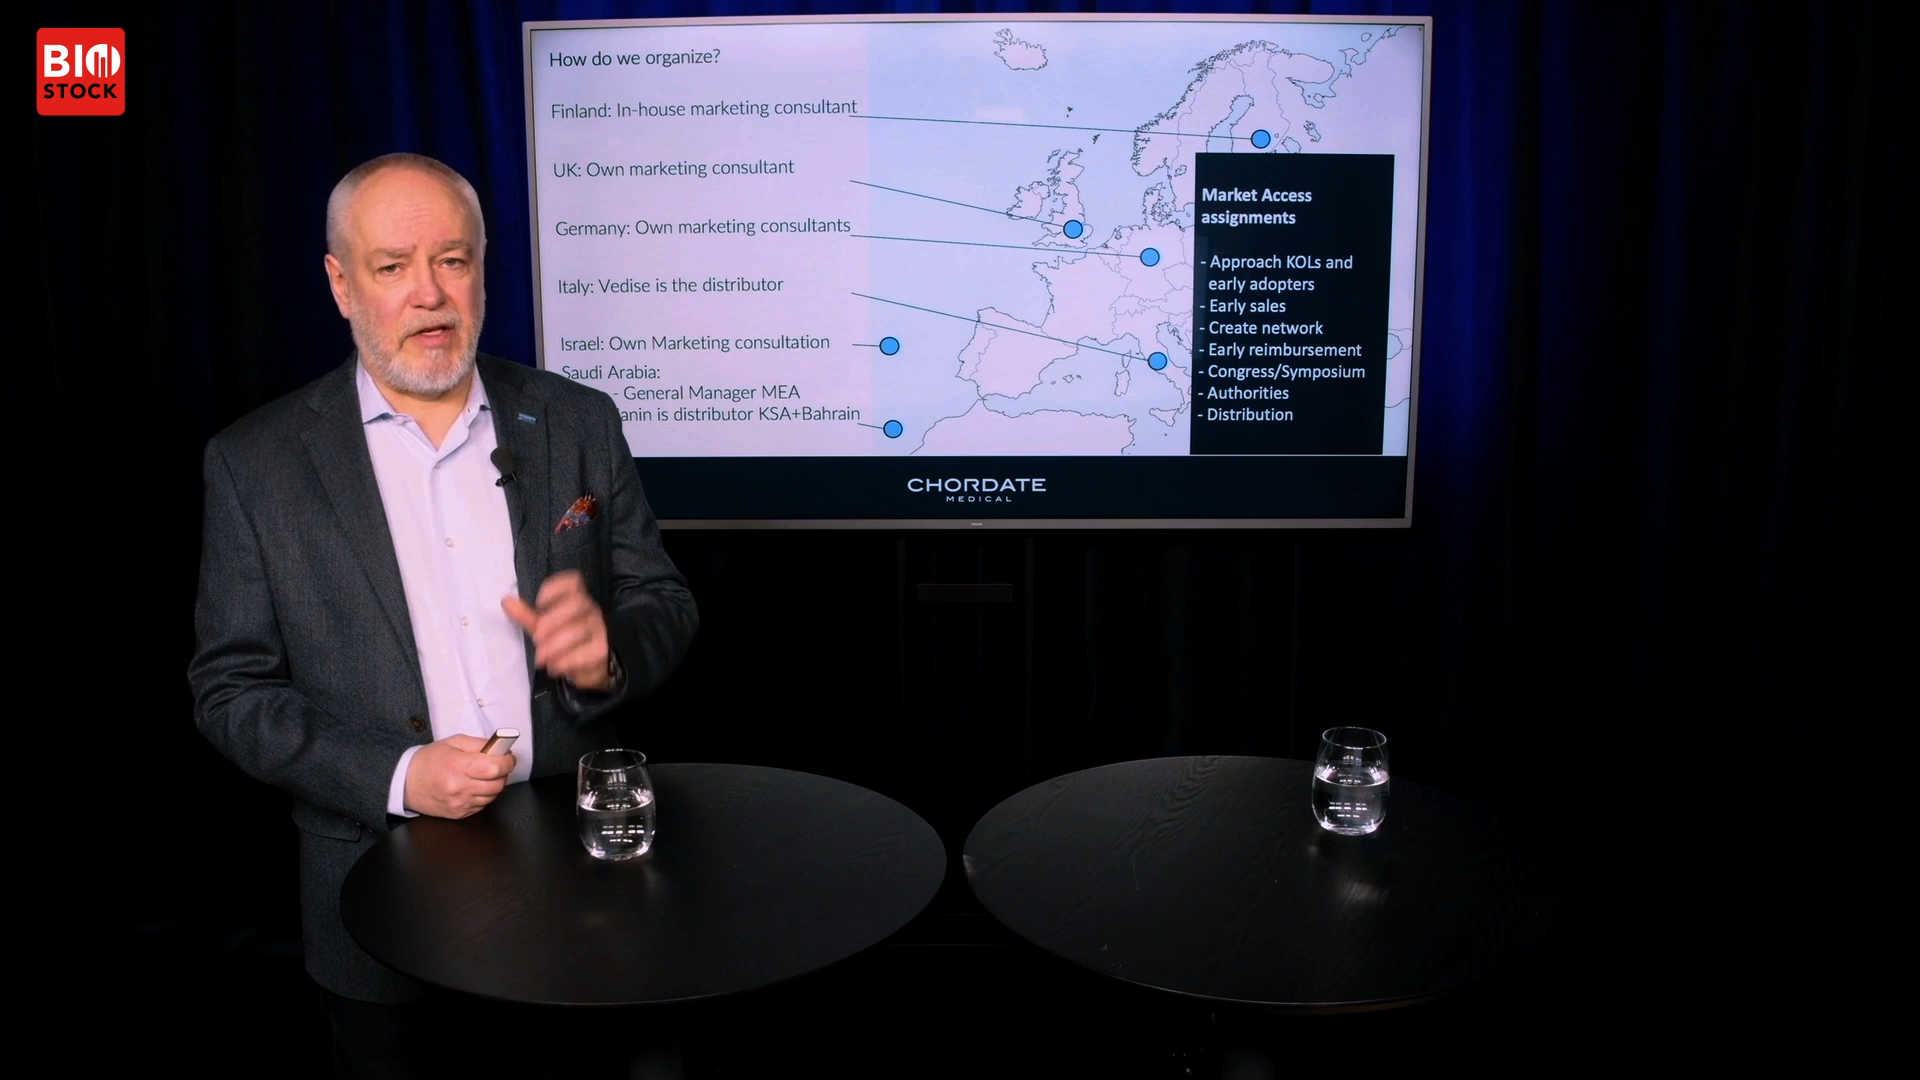 BIO
STOCK
How do we organize?
Finland: In-house marketing consultant
UK: Own marketing consultant
Germany: Own marketing consultants
Italy: Vedise is the distributor
Israel: Own Marketing consultation
Saudi Arabia:
- General Manager MEA
is distributor KSA+Bahrain
Market Access
assignments
- Approach KOLs and
early adopters
- Early sales
- Create network
- Early reimbursement
- Congress/Symposium
- Authorities
- Distribution
CHORDATE
MEDICAL